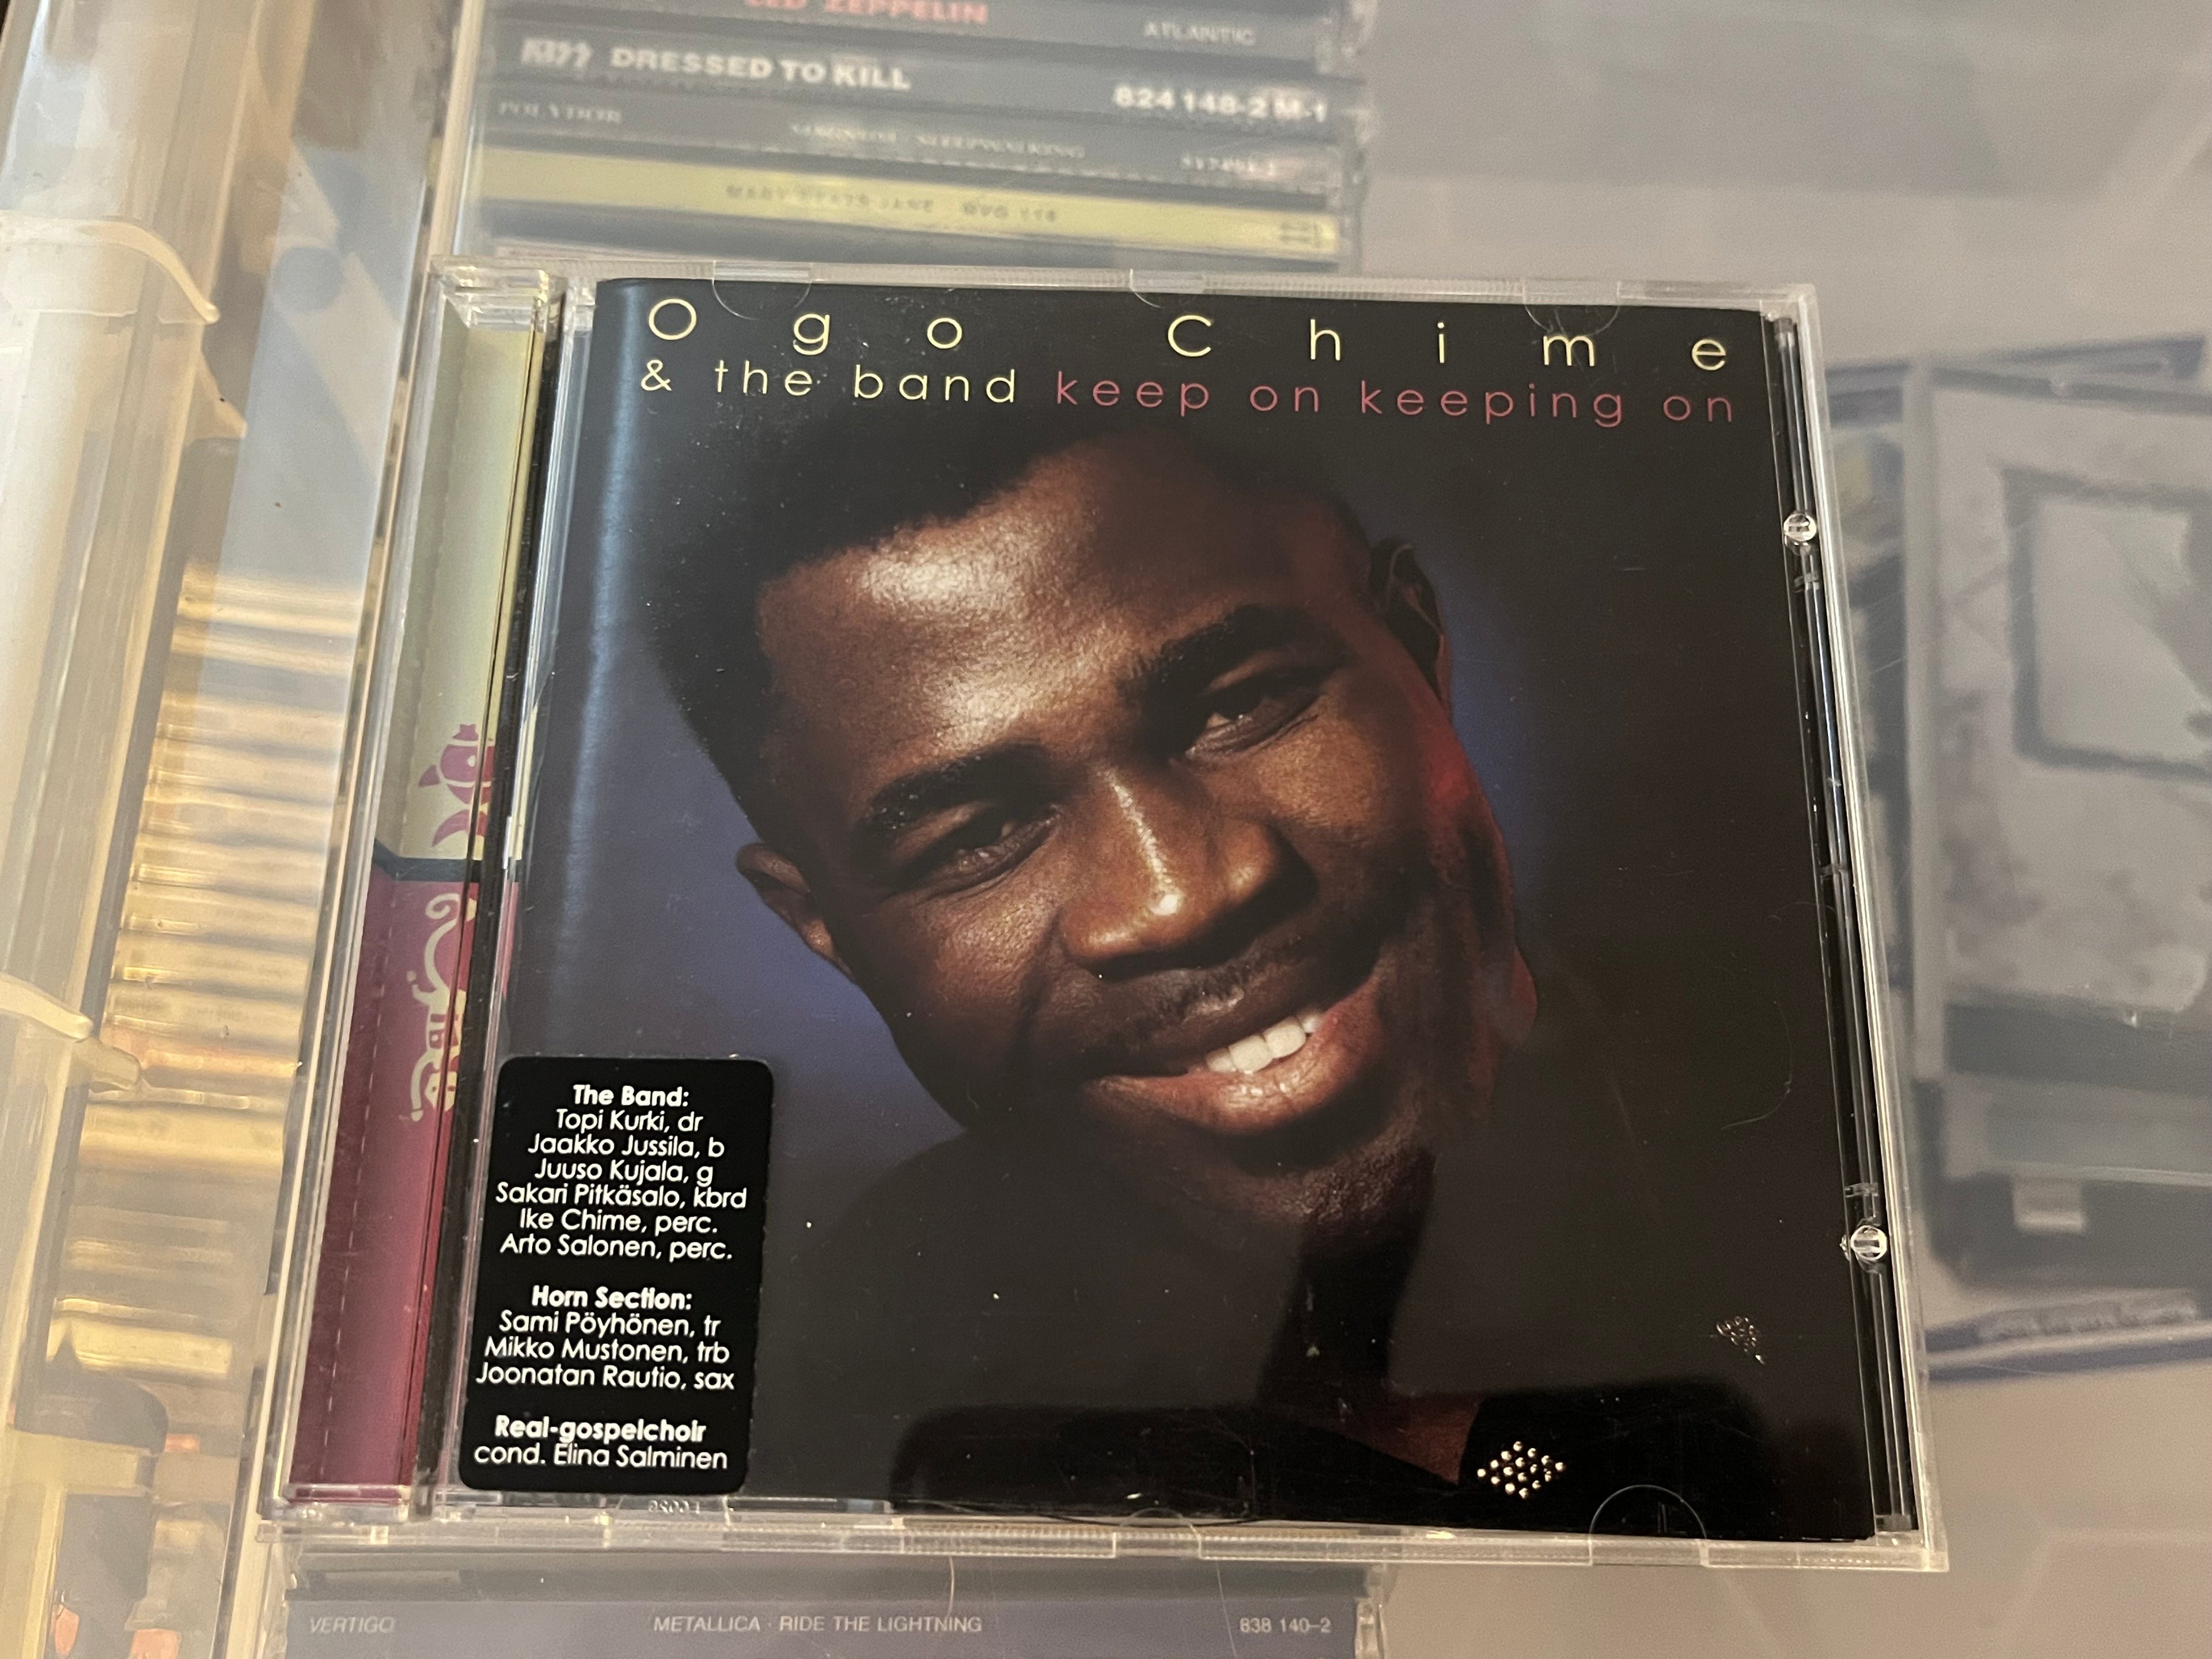 LED ZEPPELIN ATLANTIC
KISS DRESSED TO KILL 824 148-2 M-1
POLYDOR
Ogo Chime
& the band keep on keeping on
The Band:
Topi Kurki, dr
Jaakko Jussila, b
Juuso Kujala, g
Sakari Pitkäsalo, kbrd
Ike Chime, perc.
Arto Salonen, perc.
Horn Section:
Sami Pöyhönen, tr
Mikko Mustonen, trb
Joonatan Rautio, sax
Real-gospelchoir
cond. Elina Salminen
VERTIGO METALLICA · RIDE THE LIGHTNING 838 140-2